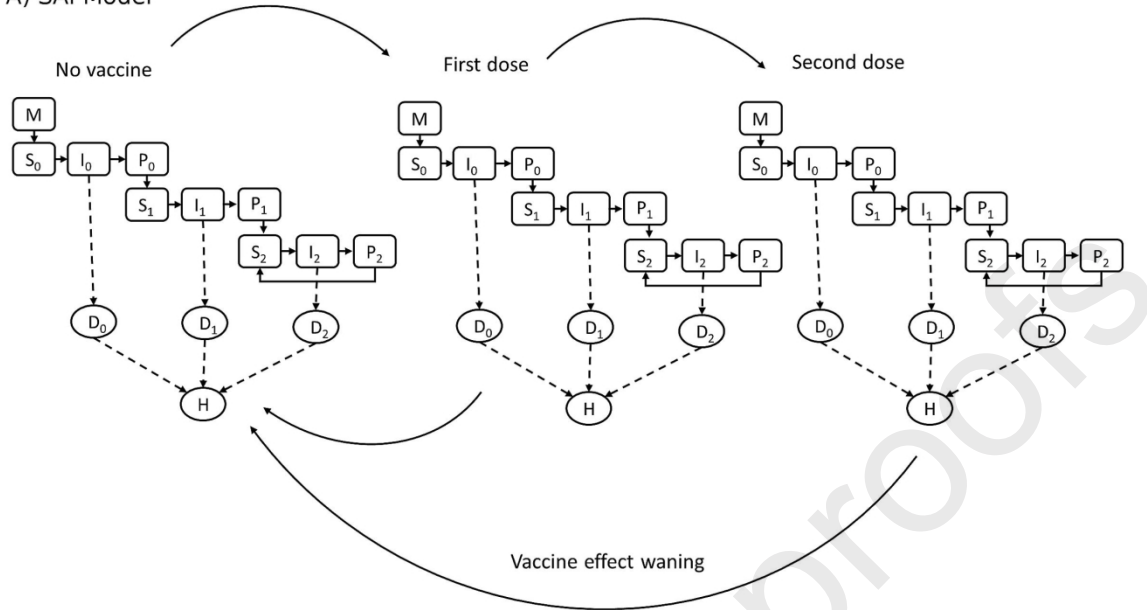 A) SAI Model
No vaccine
First dose
Second dose
M
M
M
S₀ I₀ P₀
S₀ I₀ P₀
S₀ I₀ P₀
S₁ I₁ P₁
S₁ I₁ P₁
S₁ I₁ P₁
S₂ I₂ P₂
S₂ I₂ P₂
S₂ I₂ P₂
D₀ D₁ D₂
D₀ D₁ D₂
D₀ D₁ D₂
H
H
H
Vaccine effect waning
proofs